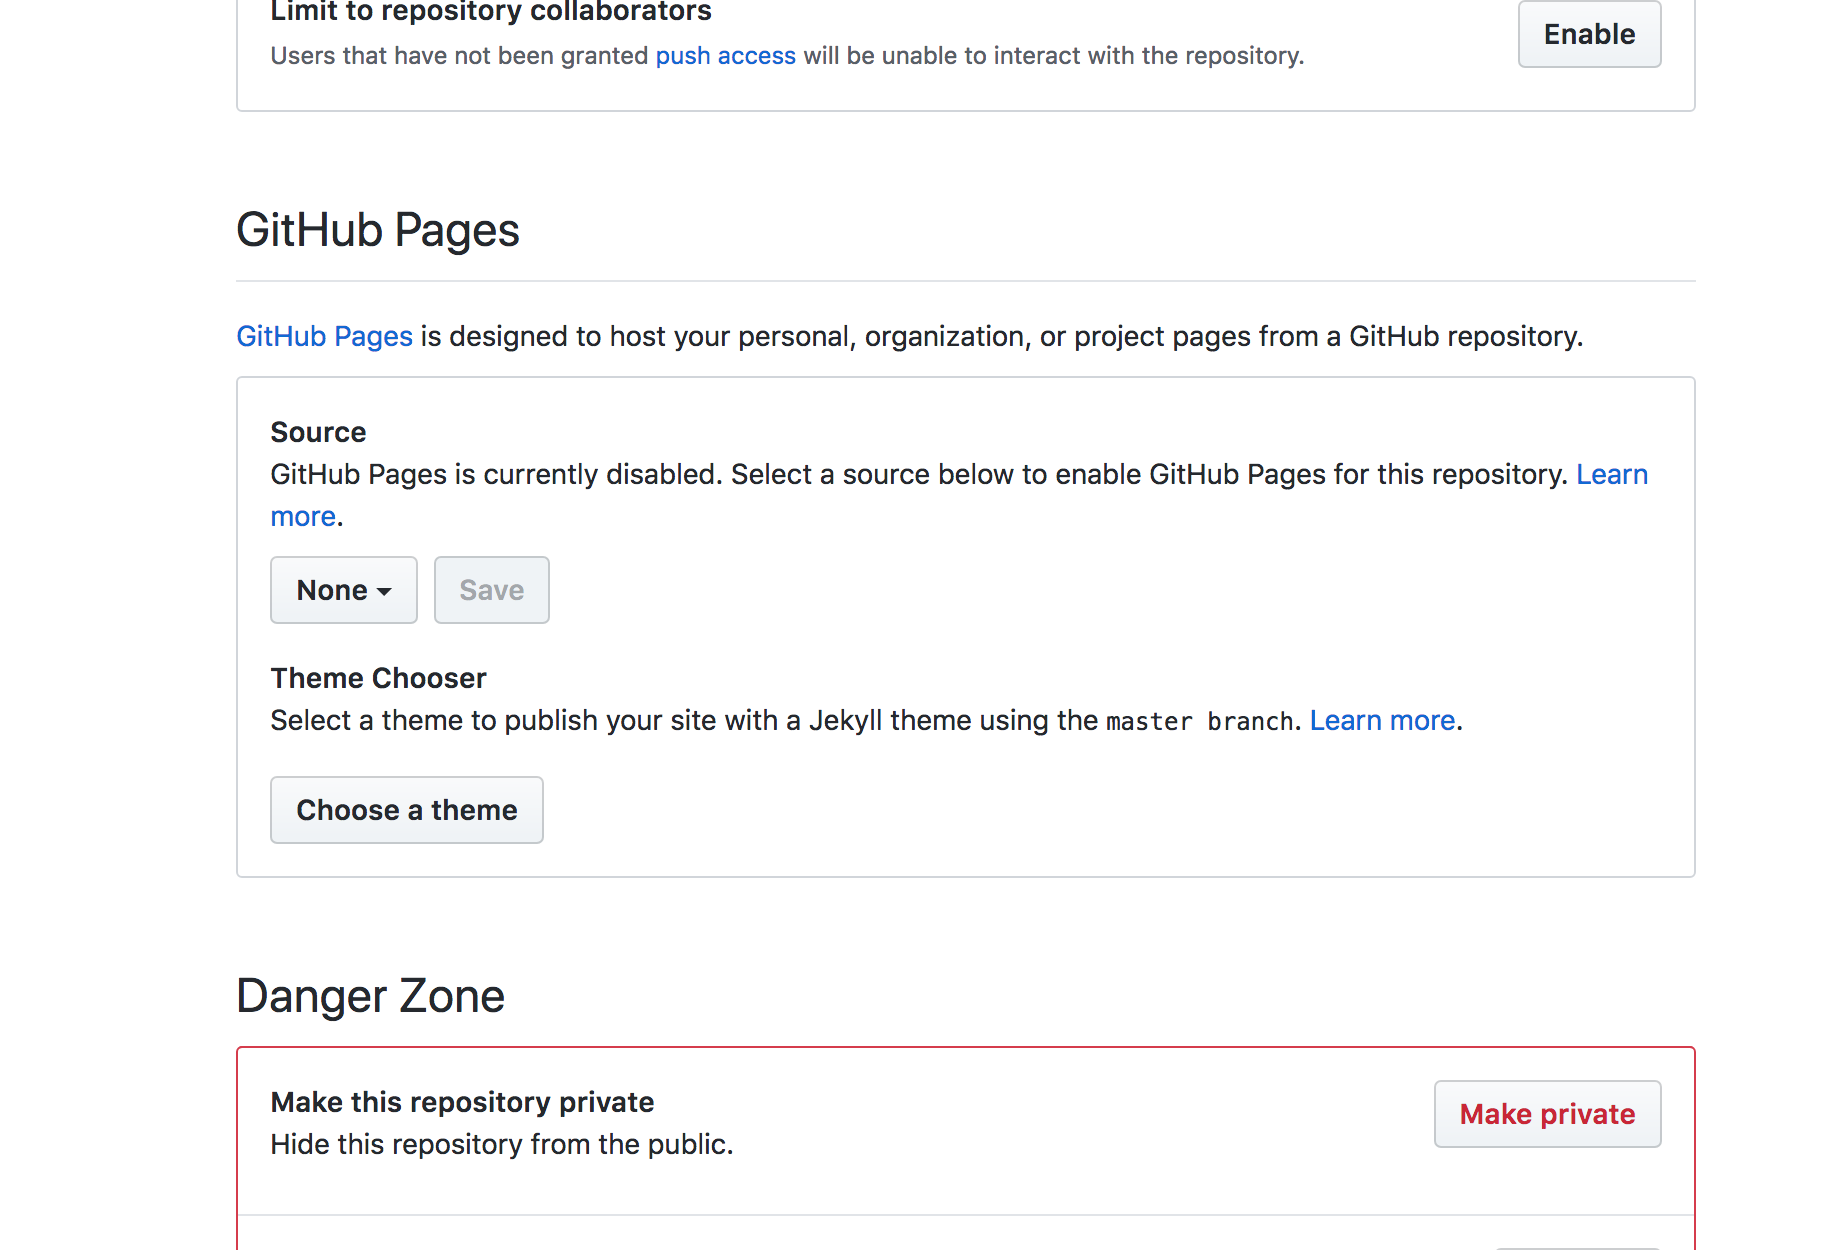 Limit to repository collaborators
Users that have not been granted push access will be unable to interact with the repository.
Enable
GitHub Pages
GitHub Pages is designed to host your personal, organization, or project pages from a GitHub repository.
Source
GitHub Pages is currently disabled. Select a source below to enable GitHub Pages for this repository. Learn
more.
None
Save
Theme Chooser
Select a theme to publish your site with a Jekyll theme using the master branch. Learn more.
Choose a theme
Danger Zone
Make this repository private
Hide this repository from the public.
Make private